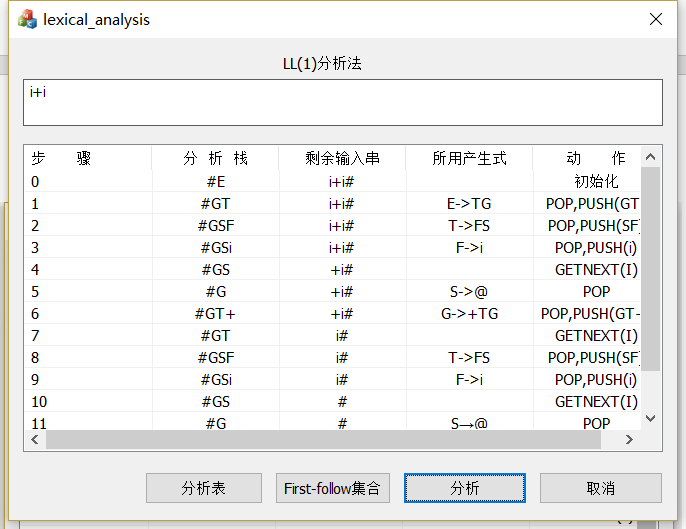 lexical_analysis
LL(1)分析法
i+i
步 骤 分 析 栈 剩余输入串 所用产生式 动 作
0 #E i+i# 初始化
1 #GT i+i# E->TG POP,PUSH(GT
2 #GSF i+i# T->FS POP,PUSH(SF)
3 #GSi i+i# F->i POP,PUSH(i)
4 #GS +i# GETNEXT(I)
5 #G +i# S->@ POP
6 #GT+ +i# G->+TG POP,PUSH(GT-
7 #GT i# GETNEXT(I)
8 #GSF i# T->FS POP,PUSH(SF)
9 #GSi i# F->i POP,PUSH(i)
10 #GS # GETNEXT(I)
11 #G # S→@ POP
分析表 First-follow集合 分析 取消